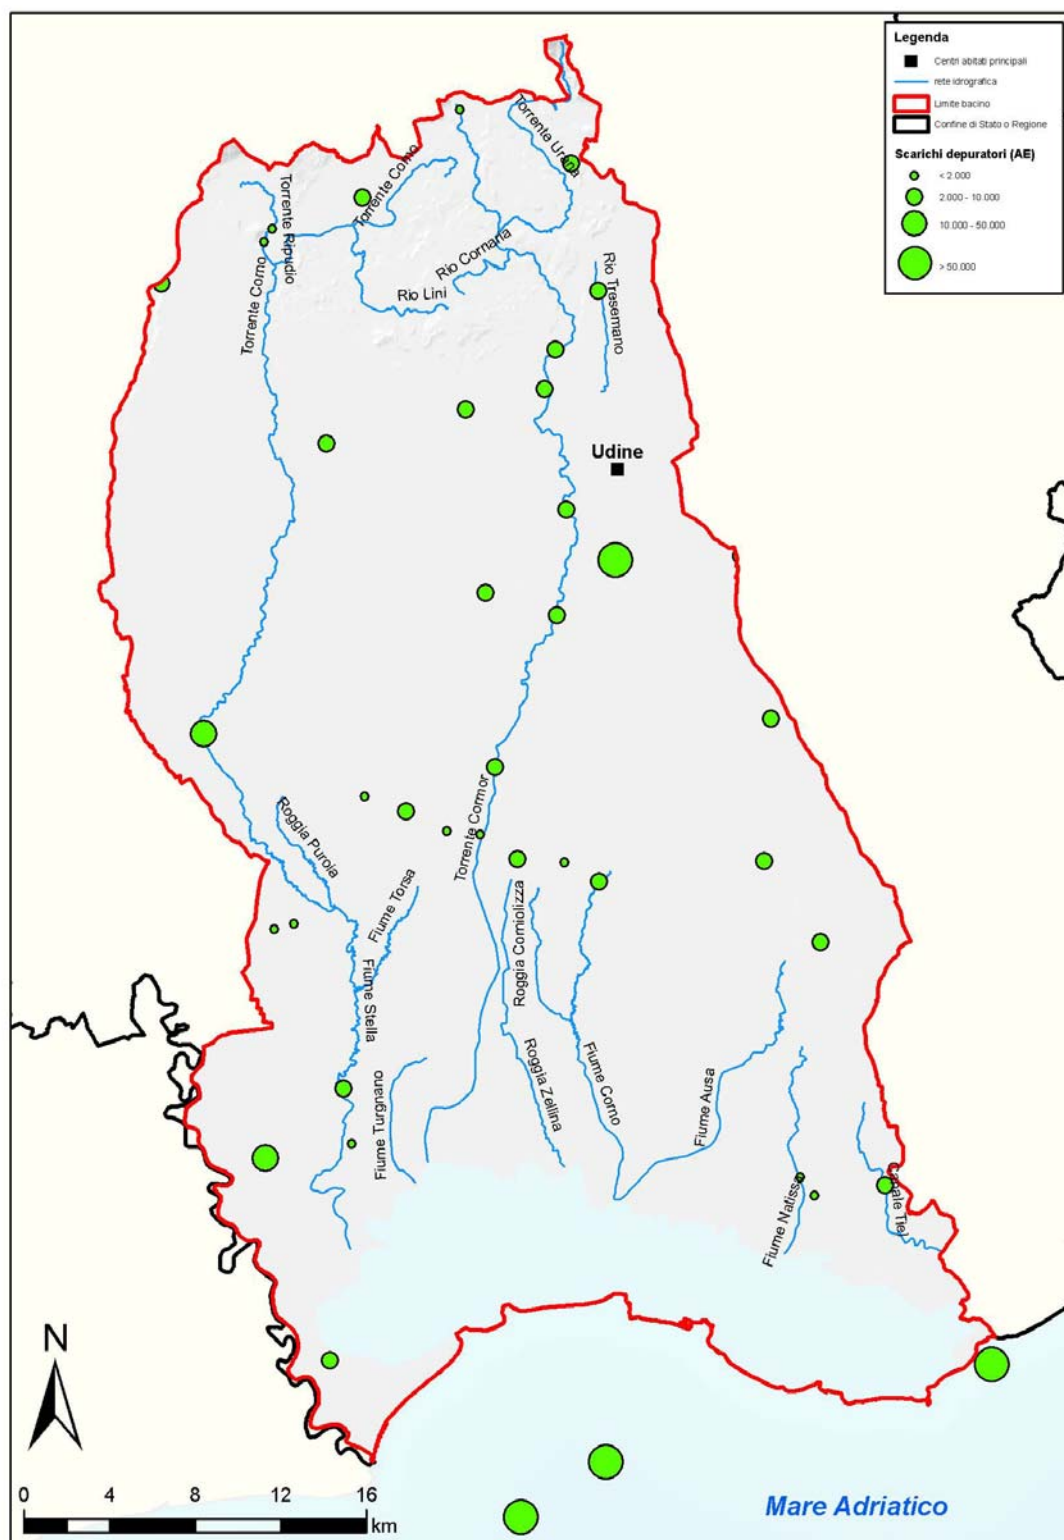 Legenda
Centri abitati principali
rete idrografica
Limite bacino
Confine di Stato o Regione
Scarichi depuratori (AE)
< 2.000
2.000 - 10.000
10.000 - 50.000
> 50.000
Torrente Urana
Torrente Corno
Torrente Ripudio
Torrente Corno
Rio Cornaria
Rio Lini
Rio Tresemano
Udine
Roggia Puroia
Torrente Cormor
Fiume Torsa
Roggia Corniolizza
Fiume Stella
Fiume Turgnano
Roggia Zellina
Fiume Corno
Fiume Ausa
Fiume Natissa
Canale Tiel
N
0 4 8 12 16
km
Mare Adriatico